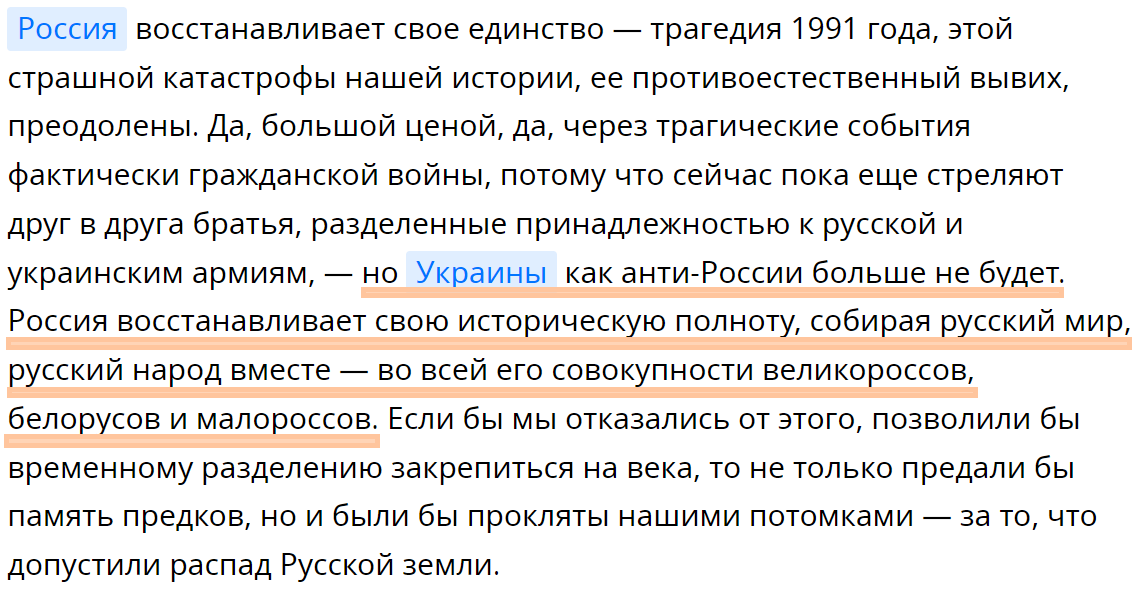 Россия восстанавливает свое единство — трагедия 1991 года, этой
страшной катастрофы нашей истории, ее противоестественный вывих,
преодолены. Да, большой ценой, да, через трагические события
фактически гражданской войны, потому что сейчас пока еще стреляют
друг в друга братья, разделенные принадлежностью к русской и
украинским армиям, — но Украины как анти-России больше не будет.
Россия восстанавливает свою историческую полноту, собирая русский мир,
русский народ вместе — во всей его совокупности великороссов,
белорусов и малороссов. Если бы мы отказались от этого, позволили бы
временному разделению закрепиться на века, то не только предали бы
память предков, но и были бы прокляты нашими потомками — за то, что
допустили распад Русской земли.